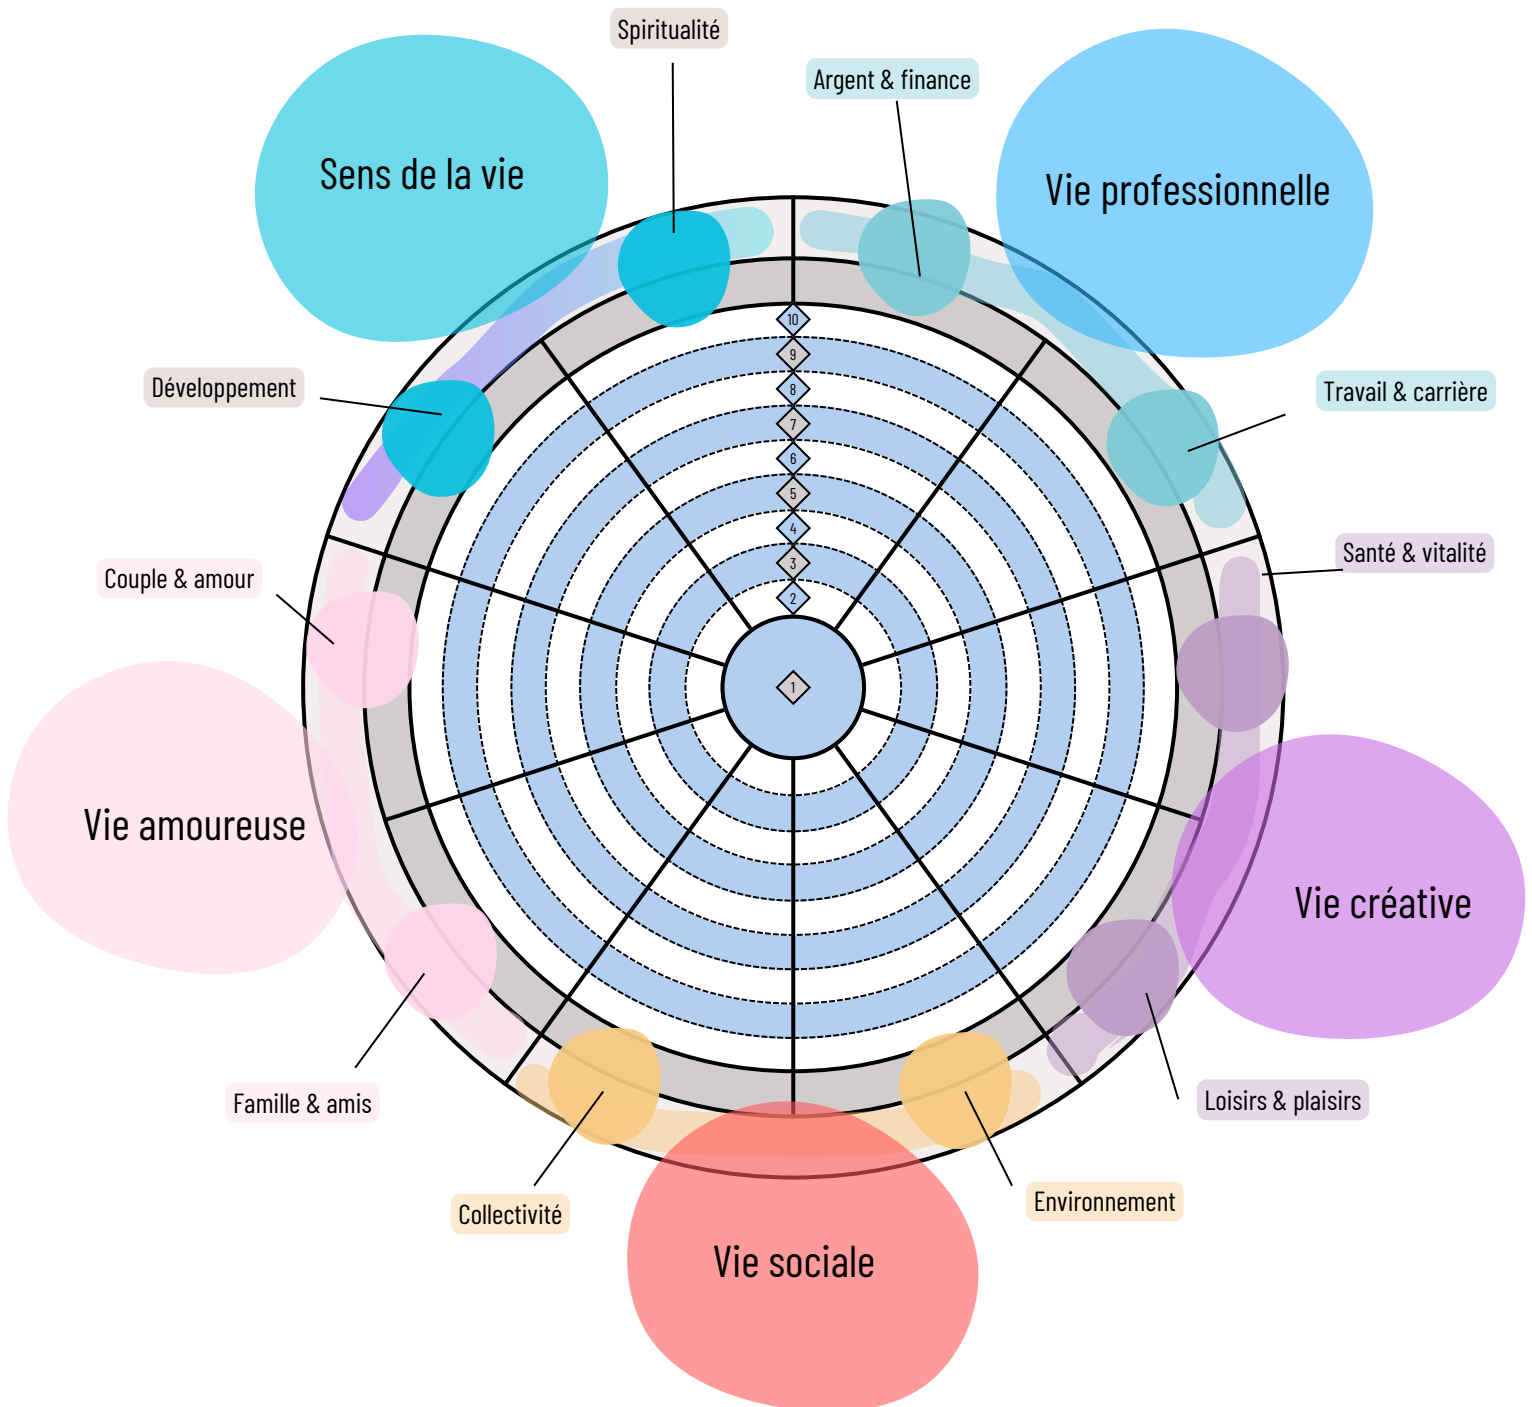 Spiritualité
Argent & finance
Sens de la vie
Vie professionnelle
10
9
8
7
6
5
4
3
2
1
Développement
Travail & carrière
Couple & amour
Santé & vitalité
Vie amoureuse
Vie créative
Famille & amis
Loisirs & plaisirs
Collectivité
Environnement
Vie sociale